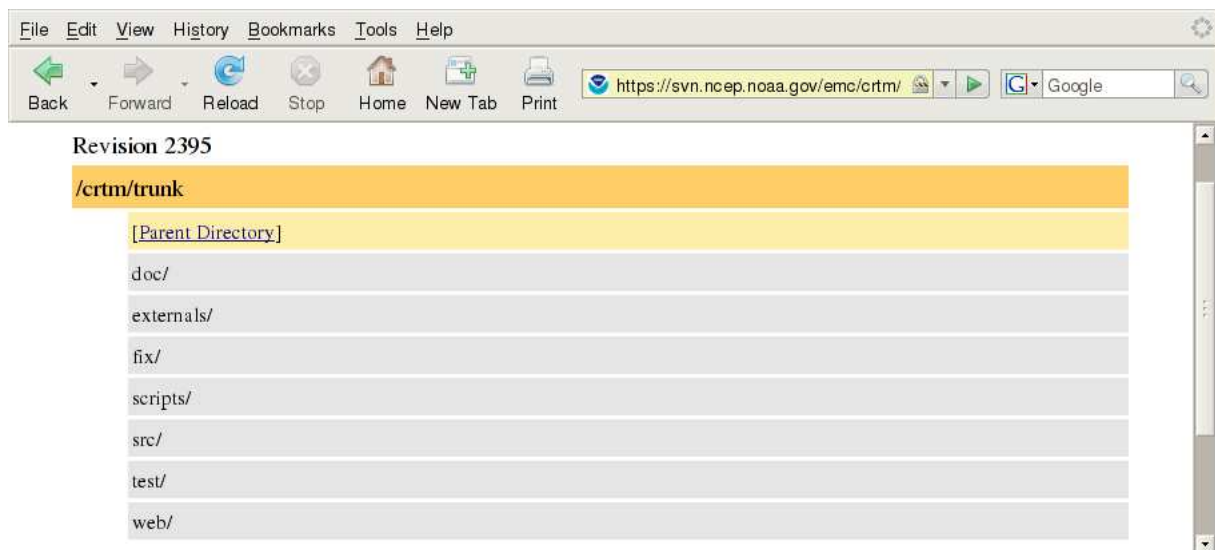 File Edit View History Bookmarks Tools Help
Back Forward Reload Stop Home New Tab Print https://svn.ncep.noaa.gov/emc/crtm/ G Google
Revision 2395
/crtm/trunk
[Parent Directory]
doc/
externals/
fix/
scripts/
src/
test/
web/